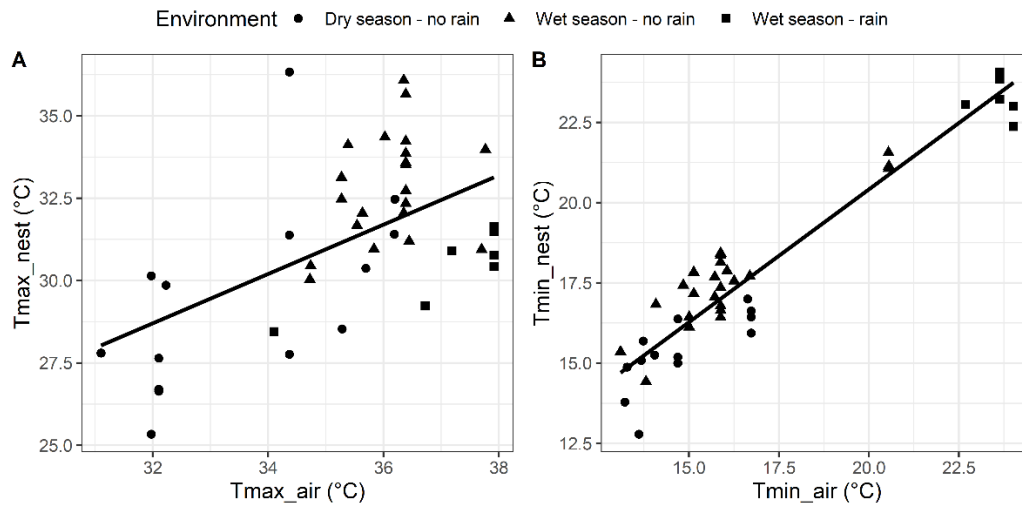 Environment ● Dry season - no rain ▲ Wet season - no rain ■ Wet season - rain
A
35.0
32.5
30.0
27.5
25.0
Tmax_nest (°C)
32 34 36 38
Tmax_air (°C)
B
22.5
20.0
17.5
15.0
12.5
Tmin_nest (°C)
15.0 17.5 20.0 22.5
Tmin_air (°C)